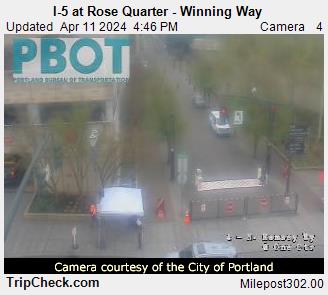 I-5 at Rose Quarter - Winning Way
Updated Apr 11 2024 4:46 PM Camera 4
PBOT
PORTLAND BUREAU OF TRANSPORTATION
Camera courtesy of the City of Portland
TripCheck.com Milepost302.00